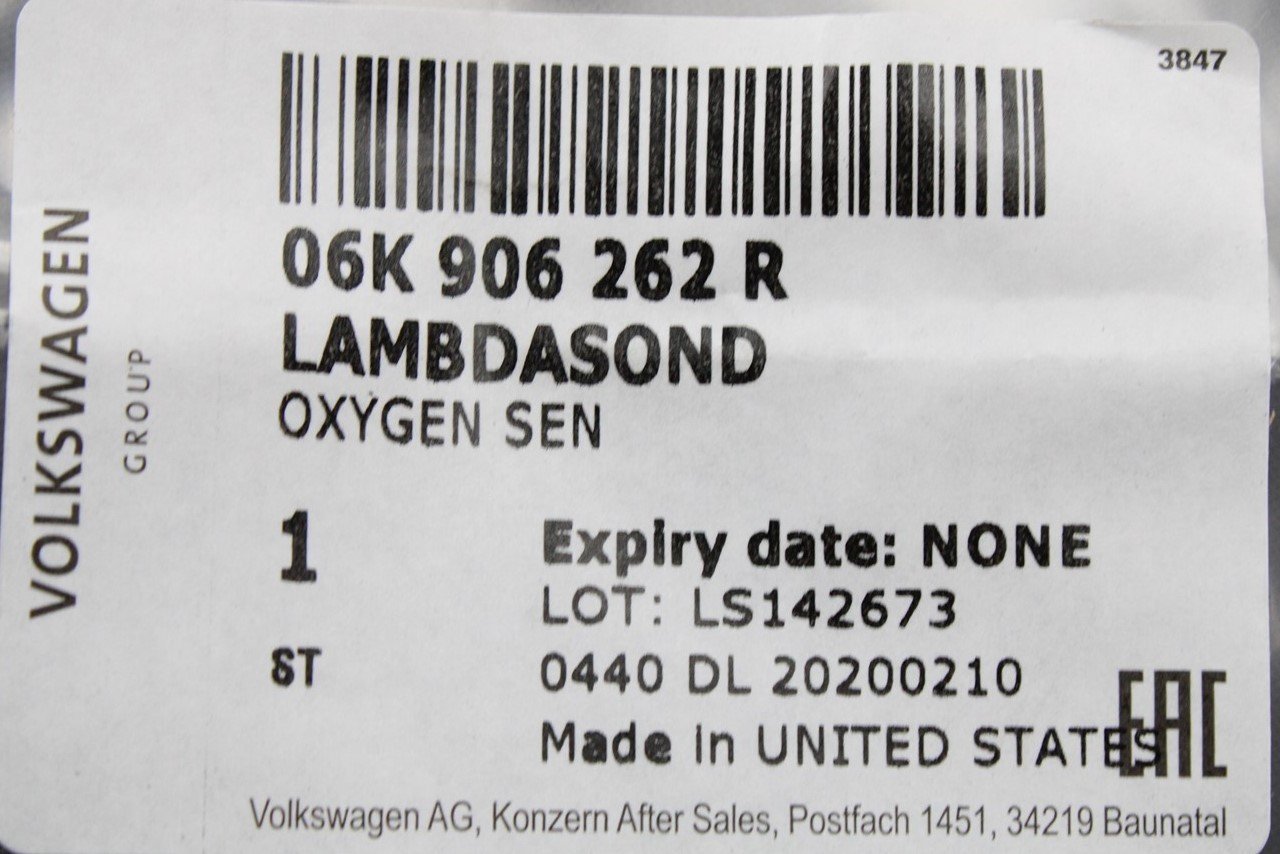 3847
VOLKSWAGEN
GROUP
06K 906 262 R
LAMBDASOND
OXYGEN SEN
1
Expiry date: NONE
LOT: LS142673
ST
0440 DL 20200210
Made in UNITED STATES
EAC
Volkswagen AG, Konzern After Sales, Postfach 1451, 34219 Baunatal